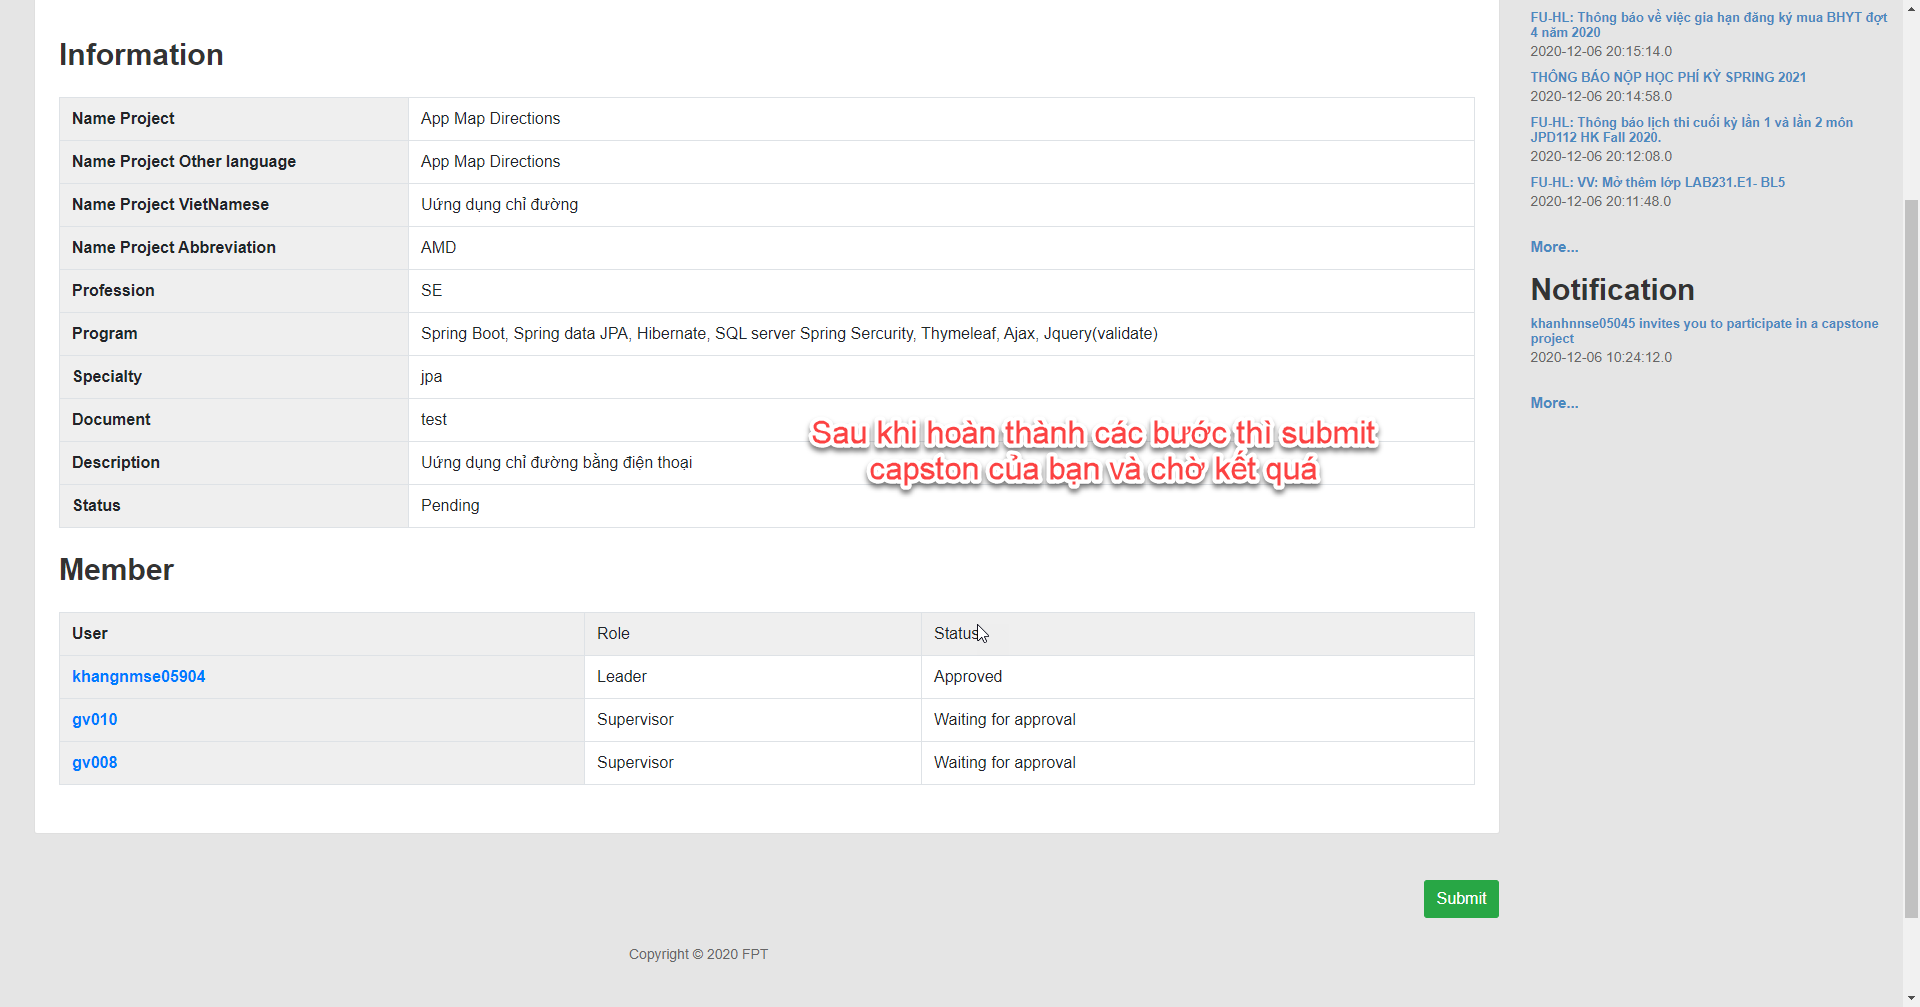 Information
Name Project App Map Directions
Name Project Other language App Map Directions
Name Project VietNamese Uứng dụng chỉ đường
Name Project Abbreviation AMD
Profession SE
Program Spring Boot, Spring data JPA, Hibernate, SQL server Spring Sercurity, Thymeleaf, Ajax, Jquery(validate)
Specialty jpa
Document test
Description Uứng dụng chỉ đường bằng điện thoại
Status Pending
Sau khi hoàn thành các bước thì submit
capston của bạn và chờ kết quá
Member
User Role Status
khangnmse05904 Leader Approved
gv010 Supervisor Waiting for approval
gv008 Supervisor Waiting for approval
Submit
Copyright © 2020 FPT
FU-HL: Thông báo về việc gia hạn đăng ký mua BHYT đợt
4 năm 2020
2020-12-06 20:15:14.0
THÔNG BÁO NỘP HỌC PHÍ KỲ SPRING 2021
2020-12-06 20:14:58.0
FU-HL: Thông báo lịch thi cuối kỳ lần 1 và lần 2 môn
JPD112 HK Fall 2020.
2020-12-06 20:12:08.0
FU-HL: VV: Mở thêm lớp LAB231.E1- BL5
2020-12-06 20:11:48.0
More...
Notification
khanhnnse05045 invites you to participate in a capstone
project
2020-12-06 10:24:12.0
More...